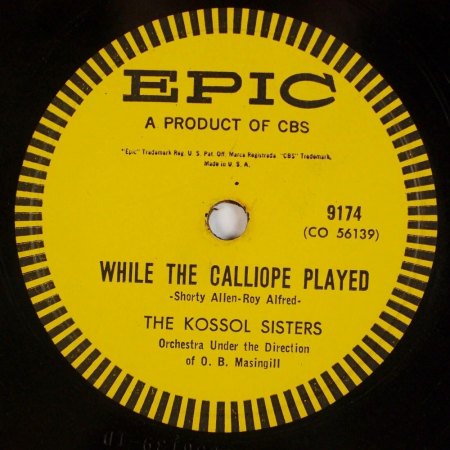 EPIC
A PRODUCT OF CBS
"Epic" Trademark Reg. U. S. Pat. Off. Marca Registrada. "CBS" Trademark.
Made in U. S. A.
9174
(CO 56139)
WHILE THE CALLIOPE PLAYED
-Shorty Allen-Roy Alfred-
THE KOSSOL SISTERS
Orchestra Under the Direction
of O. B. Masingill